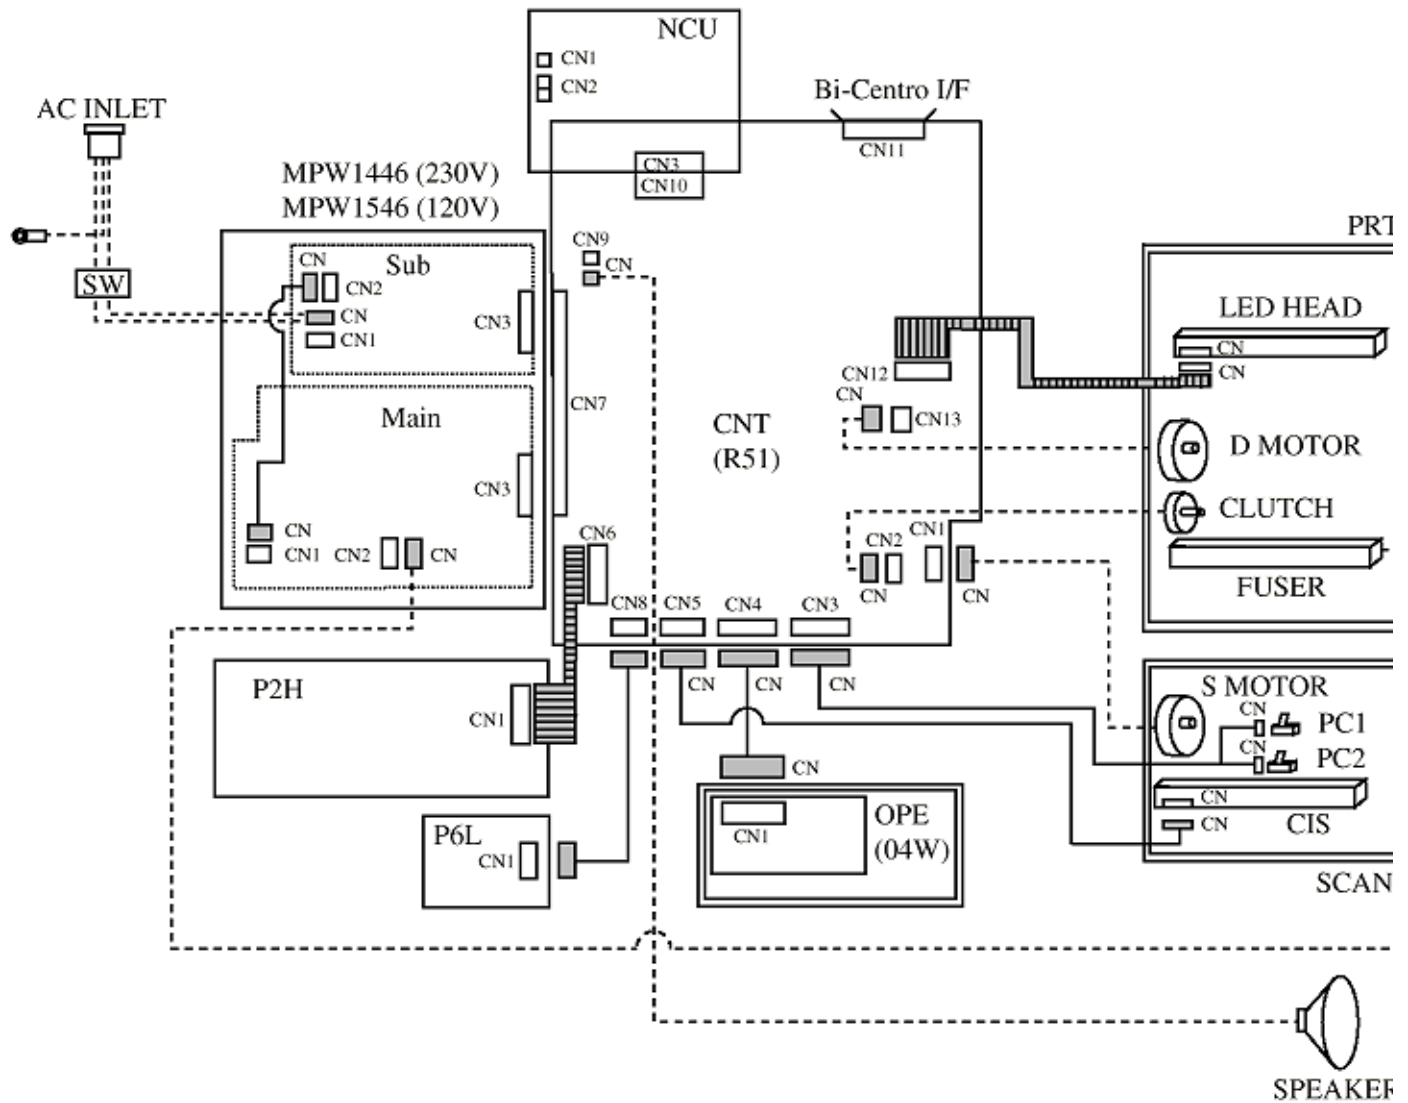 NCU
CN1
CN2
CN3
CN10
Bi-Centro I/F
CN11
AC INLET
SW
MPW1446 (230V)
MPW1546 (120V)
CN
Sub
CN2
CN
CN1
CN3
Main
CN3
CN
CN1
CN2
CN
CN9
CN
CN7
CNT
(R51)
CN12
CN
CN13
CN6
CN2
CN1
CN
CN
CN8
CN5
CN4
CN3
CN
CN
CN
PRT
LED HEAD
CN
CN
D MOTOR
CLUTCH
FUSER
P2H
CN1
P6L
CN1
CN
OPE
(04W)
CN1
S MOTOR
CN
PC1
CN
PC2
CN
CN
CIS
SCAN
SPEAKER